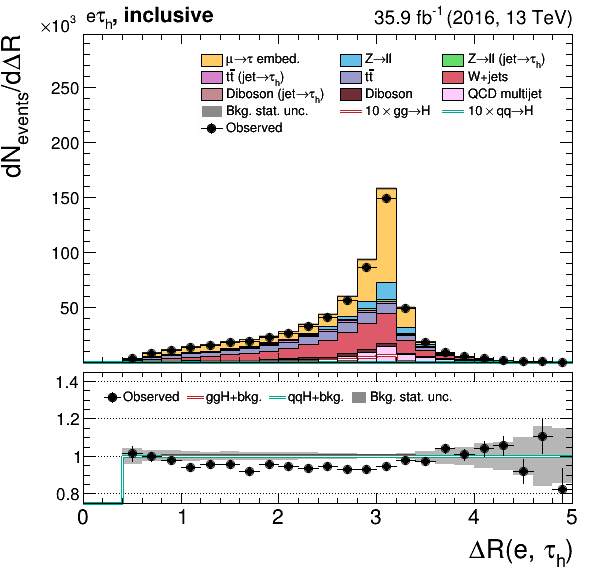 ×10³ eτh, inclusive 35.9 fb⁻¹ (2016, 13 TeV)
dNevents/dΔR
μ→τ embed. Z→ll Z→ll (jet→τh)
tt̄ (jet→τh) tt̄ W+jets
Diboson (jet→τh) Diboson QCD multijet
Bkg. stat. unc. 10 × gg→H 10 × qq→H
Observed
250
200
150
100
50
1.4
Observed ggH+bkg. qqH+bkg. Bkg. stat. unc.
1.2
1.0
0.8
0 1 2 3 4 5
ΔR(e, τh)